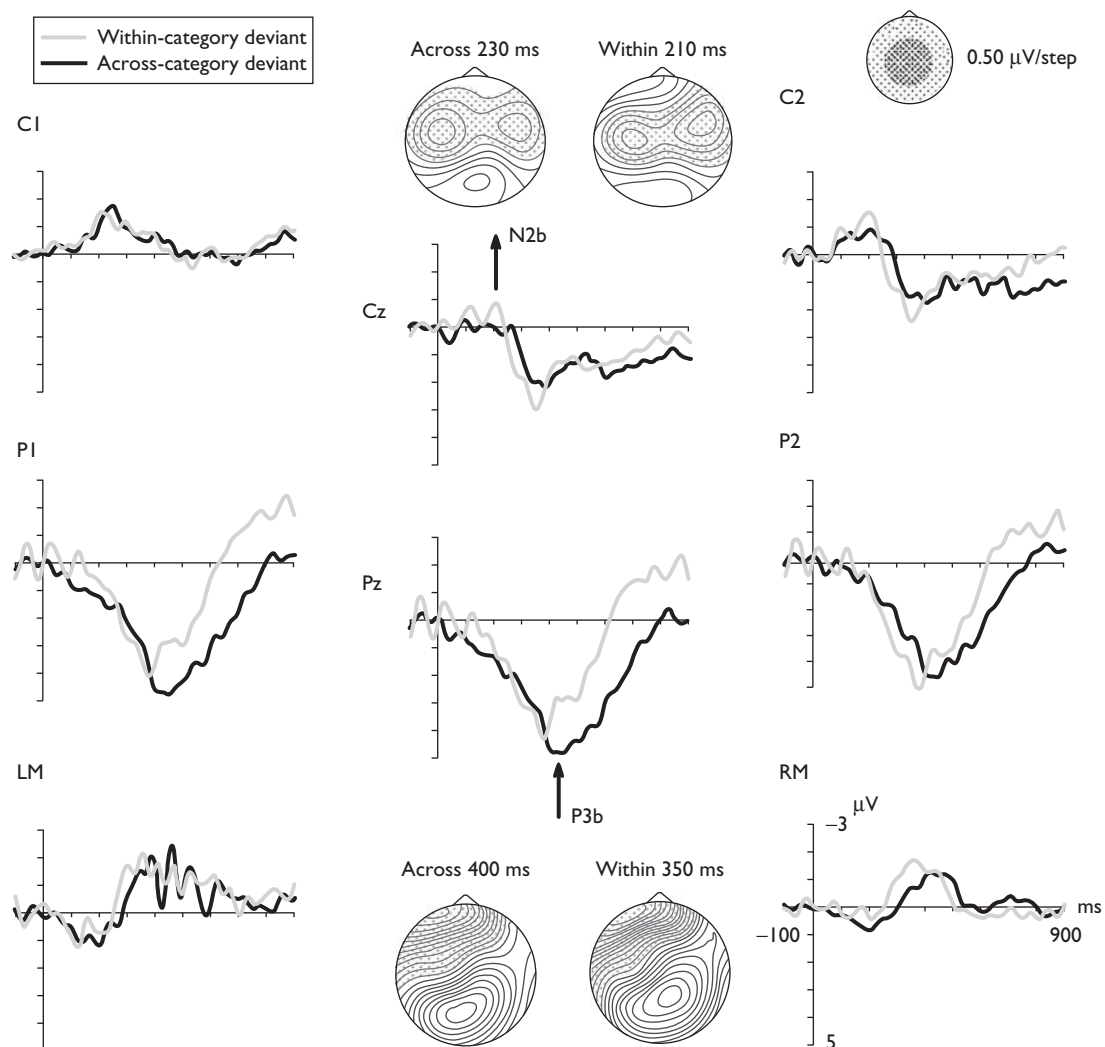 Within-category deviant
Across-category deviant
Across 230 ms
Within 210 ms
0.50 μV/step
C1
C2
N2b
Cz
P1
P2
Pz
P3b
LM
RM
μV
−3
Across 400 ms
Within 350 ms
ms
−100
900
5